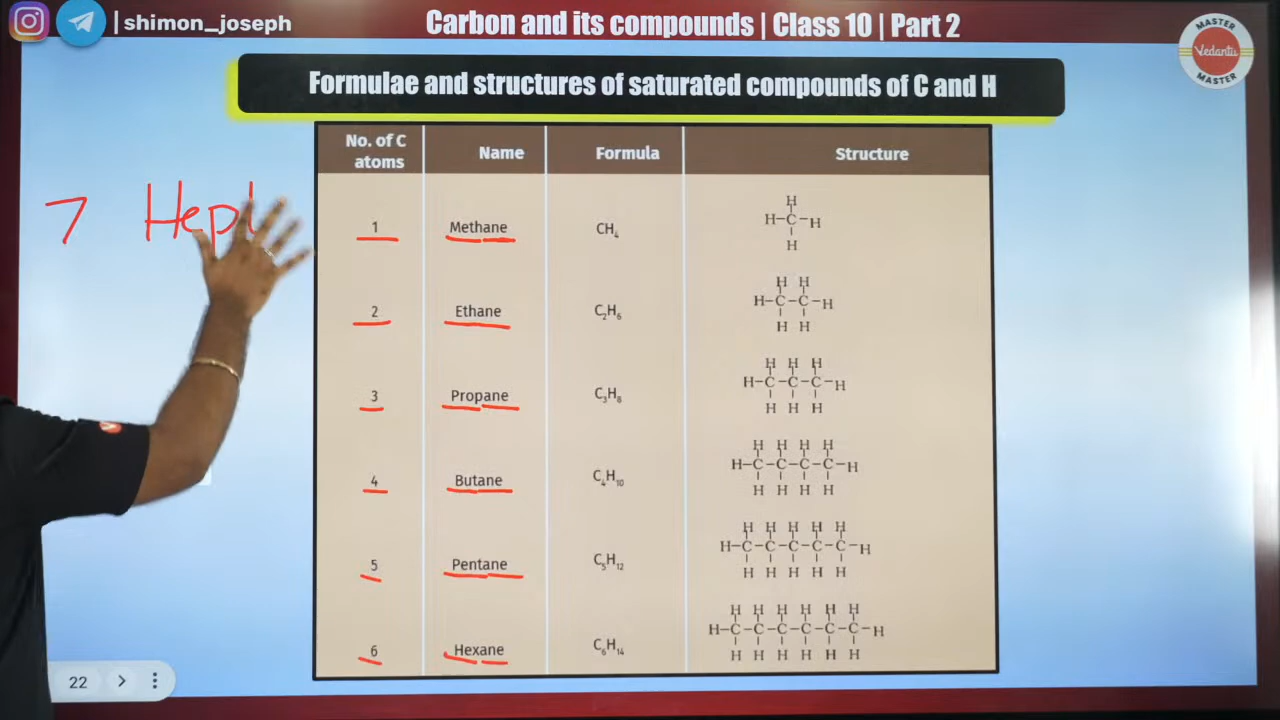 | shimon_joseph
Carbon and its compounds | Class 10 | Part 2
MASTER
Vedantu
MASTER
Formulae and structures of saturated compounds of C and H
No. of C atoms Name Formula Structure
7
1 Methane CH₄
H
H-C-H
H
2 Ethane C₂H₆
H H
H-C-C-H
H H
3 Propane C₃H₈
H H H
H-C-C-C-H
H H H
4 Butane C₄H₁₀
H H H H
H-C-C-C-C-H
H H H H
5 Pentane C₅H₁₂
H H H H H
H-C-C-C-C-C-H
H H H H H
6 Hexane C₆H₁₄
H H H H H H
H-C-C-C-C-C-C-H
H H H H H H
22